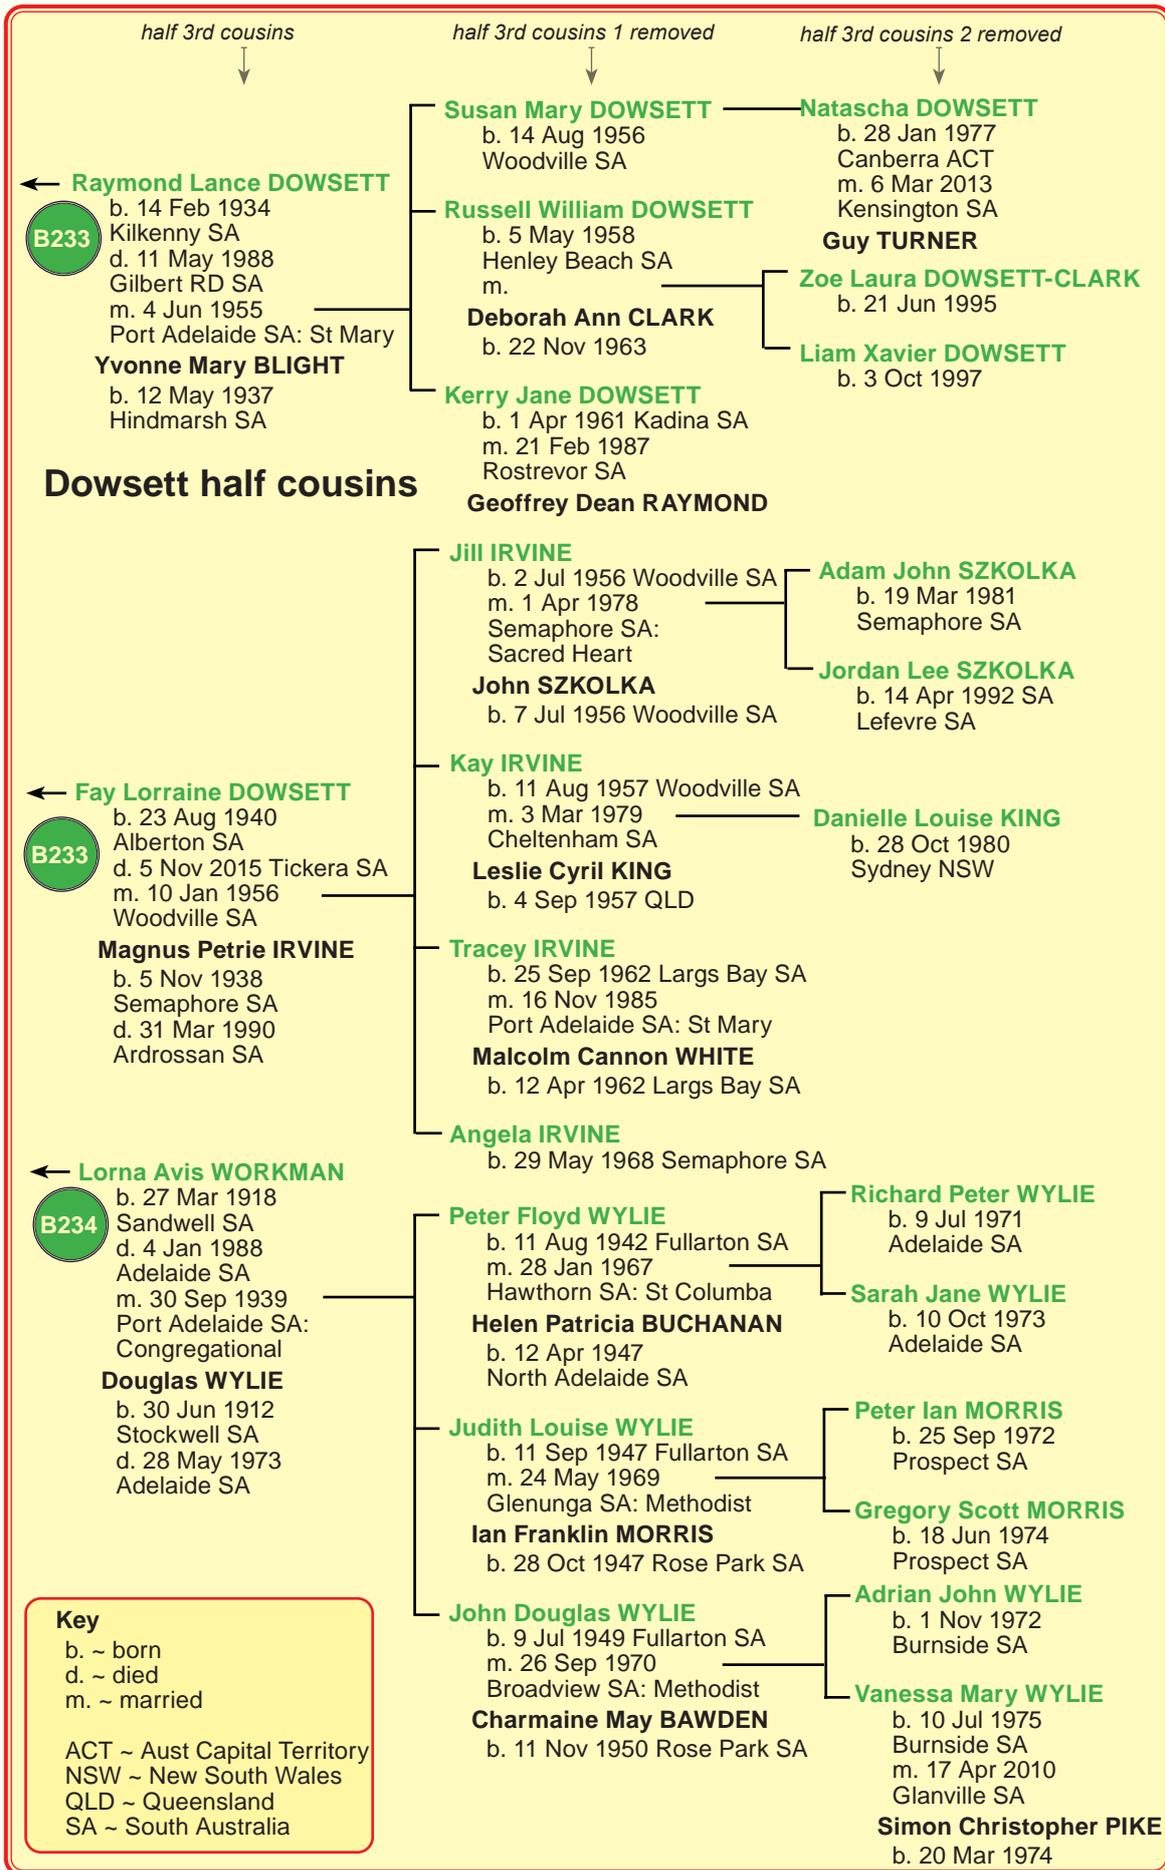 half 3rd cousins
half 3rd cousins 1 removed
half 3rd cousins 2 removed
Raymond Lance DOWSETT
B233
b. 14 Feb 1934
Kilkenny SA
d. 11 May 1988
Gilbert RD SA
m. 4 Jun 1955
Port Adelaide SA: St Mary
Yvonne Mary BLIGHT
b. 12 May 1937
Hindmarsh SA
Susan Mary DOWSETT
b. 14 Aug 1956
Woodville SA
Natascha DOWSETT
b. 28 Jan 1977
Canberra ACT
m. 6 Mar 2013
Kensington SA
Guy TURNER
Russell William DOWSETT
b. 5 May 1958
Henley Beach SA
m.
Deborah Ann CLARK
b. 22 Nov 1963
Zoe Laura DOWSETT-CLARK
b. 21 Jun 1995
Liam Xavier DOWSETT
b. 3 Oct 1997
Kerry Jane DOWSETT
b. 1 Apr 1961 Kadina SA
m. 21 Feb 1987
Rostrevor SA
Geoffrey Dean RAYMOND
Dowsett half cousins
Fay Lorraine DOWSETT
B233
b. 23 Aug 1940
Alberton SA
d. 5 Nov 2015 Tickera SA
m. 10 Jan 1956
Woodville SA
Magnus Petrie IRVINE
b. 5 Nov 1938
Semaphore SA
d. 31 Mar 1990
Ardrossan SA
Jill IRVINE
b. 2 Jul 1956 Woodville SA
m. 1 Apr 1978
Semaphore SA:
Sacred Heart
John SZKOLKA
b. 7 Jul 1956 Woodville SA
Adam John SZKOLKA
b. 19 Mar 1981
Semaphore SA
Jordan Lee SZKOLKA
b. 14 Apr 1992 SA
Lefevre SA
Kay IRVINE
b. 11 Aug 1957 Woodville SA
m. 3 Mar 1979
Cheltenham SA
Leslie Cyril KING
b. 4 Sep 1957 QLD
Danielle Louise KING
b. 28 Oct 1980
Sydney NSW
Tracey IRVINE
b. 25 Sep 1962 Largs Bay SA
m. 16 Nov 1985
Port Adelaide SA: St Mary
Malcolm Cannon WHITE
b. 12 Apr 1962 Largs Bay SA
Angela IRVINE
b. 29 May 1968 Semaphore SA
Lorna Avis WORKMAN
B234
b. 27 Mar 1918
Sandwell SA
d. 4 Jan 1988
Adelaide SA
m. 30 Sep 1939
Port Adelaide SA:
Congregational
Douglas WYLIE
b. 30 Jun 1912
Stockwell SA
d. 28 May 1973
Adelaide SA
Peter Floyd WYLIE
b. 11 Aug 1942 Fullarton SA
m. 28 Jan 1967
Hawthorn SA: St Columba
Helen Patricia BUCHANAN
b. 12 Apr 1947
North Adelaide SA
Richard Peter WYLIE
b. 9 Jul 1971
Adelaide SA
Sarah Jane WYLIE
b. 10 Oct 1973
Adelaide SA
Judith Louise WYLIE
b. 11 Sep 1947 Fullarton SA
m. 24 May 1969
Glenunga SA: Methodist
Ian Franklin MORRIS
b. 28 Oct 1947 Rose Park SA
Peter Ian MORRIS
b. 25 Sep 1972
Prospect SA
Gregory Scott MORRIS
b. 18 Jun 1974
Prospect SA
John Douglas WYLIE
b. 9 Jul 1949 Fullarton SA
m. 26 Sep 1970
Broadview SA: Methodist
Charmaine May BAWDEN
b. 11 Nov 1950 Rose Park SA
Adrian John WYLIE
b. 1 Nov 1972
Burnside SA
Vanessa Mary WYLIE
b. 10 Jul 1975
Burnside SA
m. 17 Apr 2010
Glanville SA
Simon Christopher PIKE
b. 20 Mar 1974
Key
b. ~ born
d. ~ died
m. ~ married
ACT ~ Aust Capital Territory
NSW ~ New South Wales
QLD ~ Queensland
SA ~ South Australia